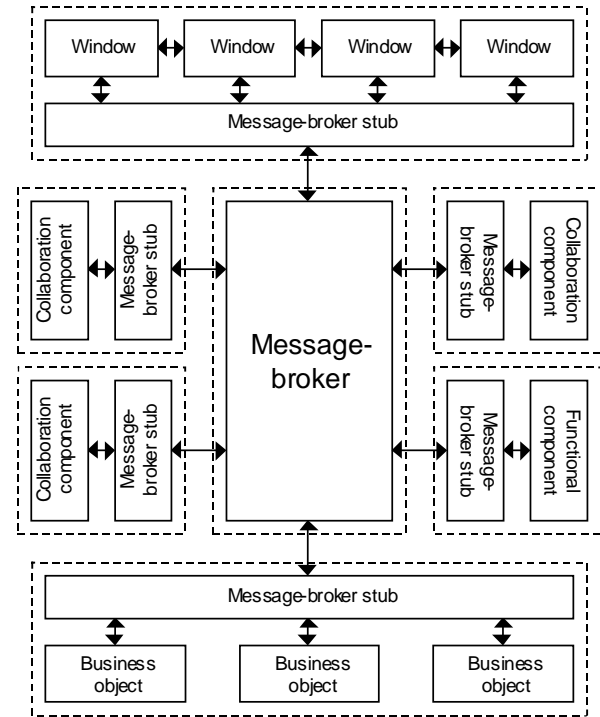 Window
Window
Window
Window
Message-broker stub
Collaboration
component
Message-
broker stub
Message-
broker
Message-
broker stub
Collaboration
component
Collaboration
component
Message-
broker stub
Message-
broker stub
Functional
component
Message-broker stub
Business
object
Business
object
Business
object